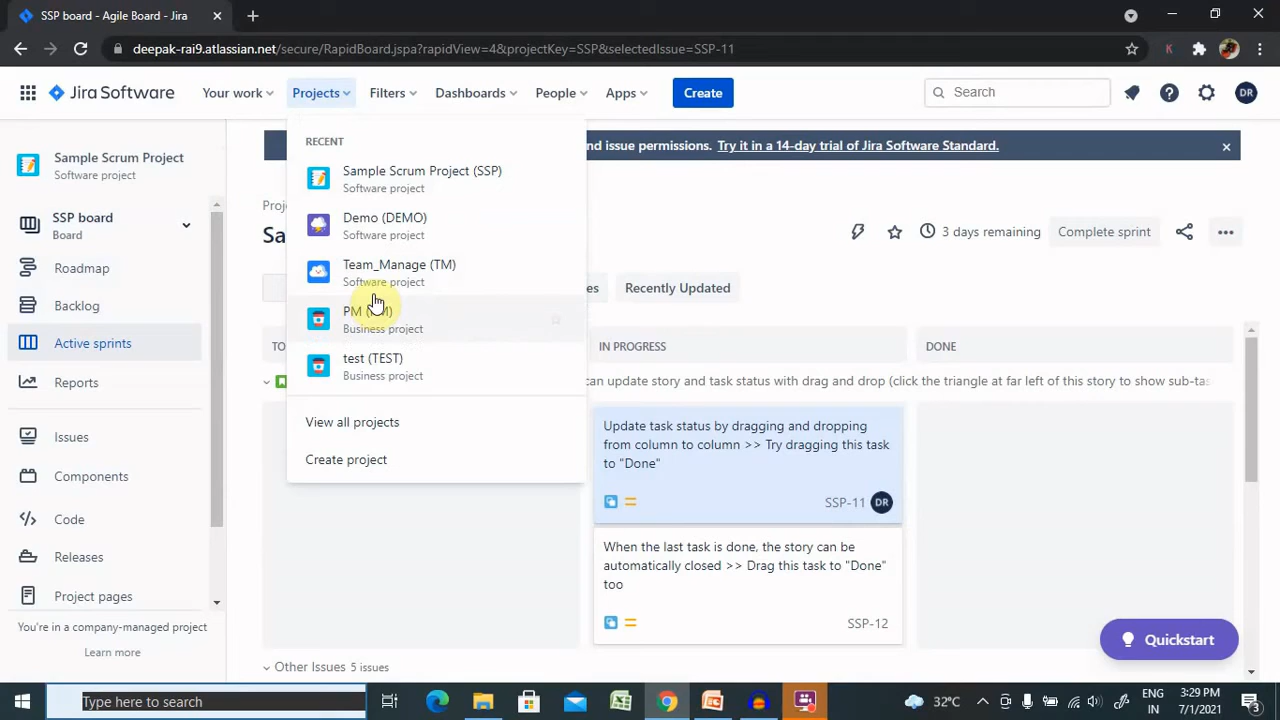 SSP board - Agile Board - Jira
deepak-rai9.atlassian.net/secure/RapidBoard.jspa?rapidView=4&projectKey=SSP&selectedIssue=SSP-11
K
Jira Software
Your work
Projects
Filters
Dashboards
People
Apps
Create
Search
DR
Sample Scrum Project
Software project
SSP board
Board
Roadmap
Backlog
Active sprints
Reports
Issues
Components
Code
Releases
Project pages
You're in a company-managed project
Learn more
RECENT
Sample Scrum Project (SSP)
Software project
Demo (DEMO)
Software project
Team_Manage (TM)
Software project
PM
Business project
test (TEST)
Business project
View all projects
Create project
and issue permissions. Try it in a 14-day trial of Jira Software Standard.
3 days remaining
Complete sprint
Recently Updated
IN PROGRESS
DONE
can update story and task status with drag and drop (click the triangle at far left of this story to show sub-ta
Update task status by dragging and dropping
from column to column >> Try dragging this task
to "Done"
SSP-11
DR
When the last task is done, the story can be
automatically closed >> Drag this task to "Done"
too
SSP-12
Other Issues 5 issues
Quickstart
Type here to search
32°C
ENG
IN
3:29 PM
7/1/2021
3